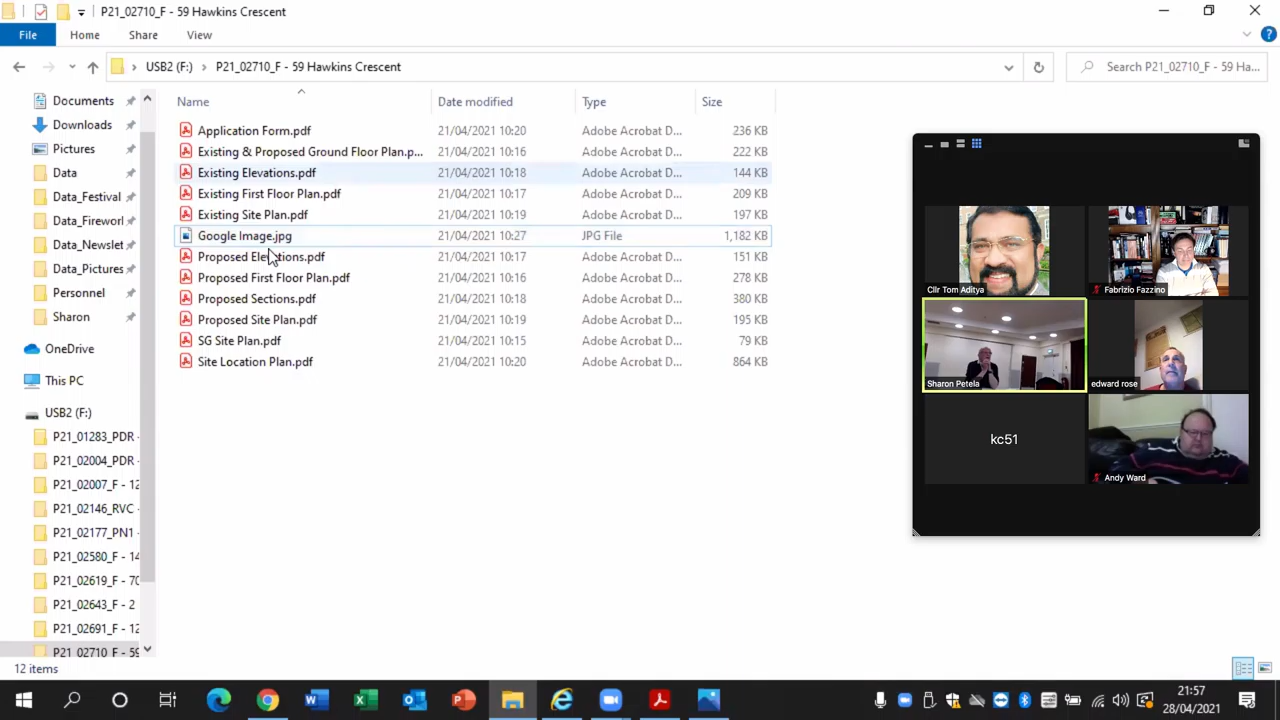 P21_02710_F - 59 Hawkins Crescent
File Home Share View
USB2 (F:) P21_02710_F - 59 Hawkins Crescent Search P21_02710_F - 59 Ha...
Name Date modified Type Size
Application Form.pdf 21/04/2021 10:20 Adobe Acrobat D... 236 KB
Existing & Proposed Ground Floor Plan.p... 21/04/2021 10:16 Adobe Acrobat D... 222 KB
Existing Elevations.pdf 21/04/2021 10:18 Adobe Acrobat D... 144 KB
Existing First Floor Plan.pdf 21/04/2021 10:17 Adobe Acrobat D... 209 KB
Existing Site Plan.pdf 21/04/2021 10:19 Adobe Acrobat D... 197 KB
Google Image.jpg 21/04/2021 10:27 JPG File 1,182 KB
Proposed Elevations.pdf 21/04/2021 10:17 Adobe Acrobat D... 151 KB
Proposed First Floor Plan.pdf 21/04/2021 10:16 Adobe Acrobat D... 278 KB
Proposed Sections.pdf 21/04/2021 10:18 Adobe Acrobat D... 380 KB
Proposed Site Plan.pdf 21/04/2021 10:19 Adobe Acrobat D... 195 KB
SG Site Plan.pdf 21/04/2021 10:15 Adobe Acrobat D... 79 KB
Site Location Plan.pdf 21/04/2021 10:20 Adobe Acrobat D... 864 KB
Documents
Downloads
Pictures
Data
Data_Festival
Data_Firewor
Data_Newslet
Data_Pictures
Personnel
Sharon
OneDrive
This PC
USB2 (F:)
P21_01283_PDR -
P21_02004_PDR -
P21_02007_F - 12
P21_02146_RVC -
P21_02177_PN1 -
P21_02580_F - 14
P21_02619_F - 70
P21_02643_F - 2
P21_02691_F - 12
P21_02710_F - 59
12 items
Cllr Tom Aditya
Fabrizio Fazzino
Sharon Petela
edward rose
kc51
Andy Ward
21:57
28/04/2021